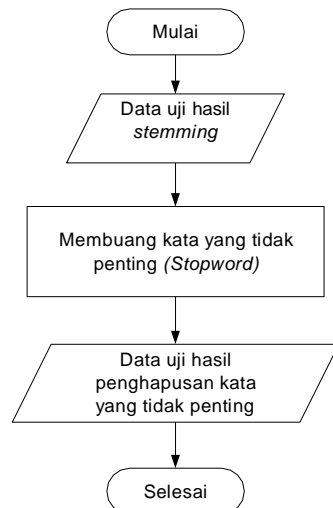 Mulai
Data uji hasil
stemming
Membuang kata yang tidak
penting (Stopword)
Data uji hasil
penghapusan kata
yang tidak penting
Selesai